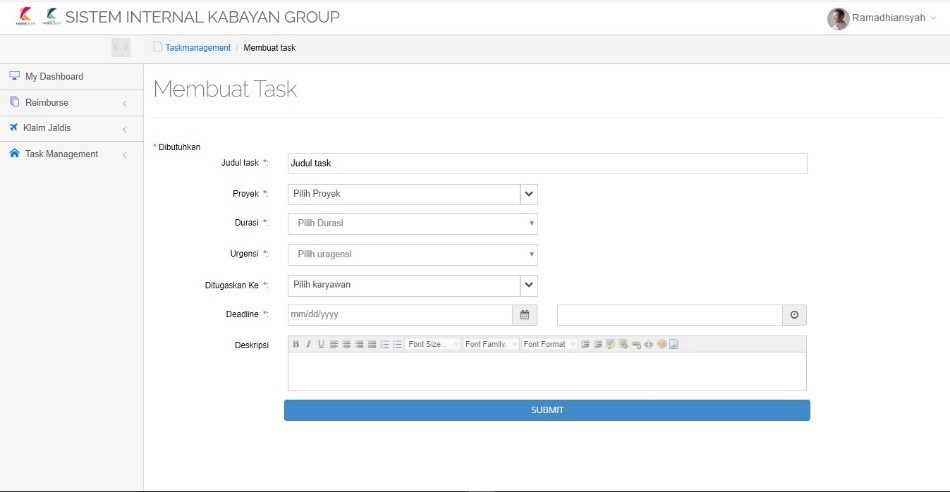 SISTEM INTERNAL KABAYAN GROUP
Ramadhiansyah
Taskmanagement / Membuat task
My Dashboard
Reimburse
Klaim Jaldis
Task Management
Membuat Task
* Dibutuhkan
Judul task *:
Judul task
Proyek *:
Pilih Proyek
Durasi *:
Pilih Durasi
Urgensi *:
Pilih uragensi
Ditugaskan Ke *:
Pilih karyawan
Deadline *:
mm/dd/yyyy
Deskripsi
B I U Font Size... Font Family. Font Format
SUBMIT